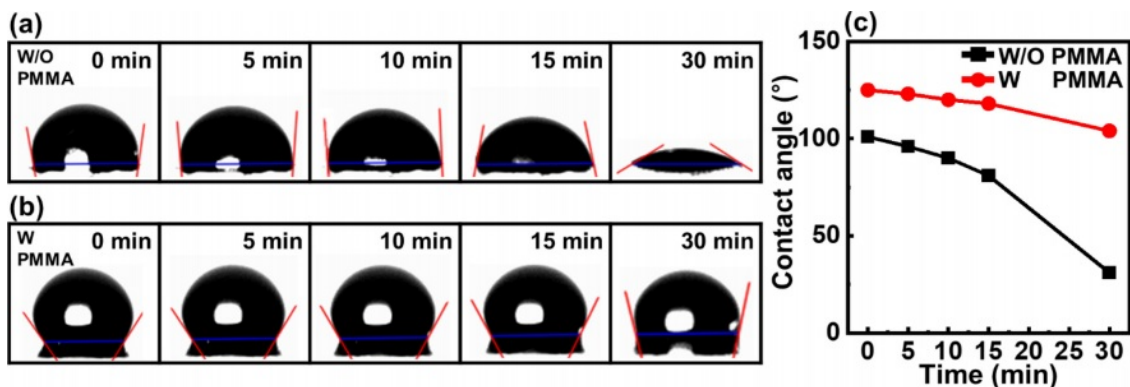 (a)
W/O
PMMA
0 min
5 min
10 min
15 min
30 min
(b)
W
PMMA
0 min
5 min
10 min
15 min
30 min
(c)
Contact angle (°)
150
100
50
0
W/O PMMA
W PMMA
0 5 10 15 20 25 30
Time (min)